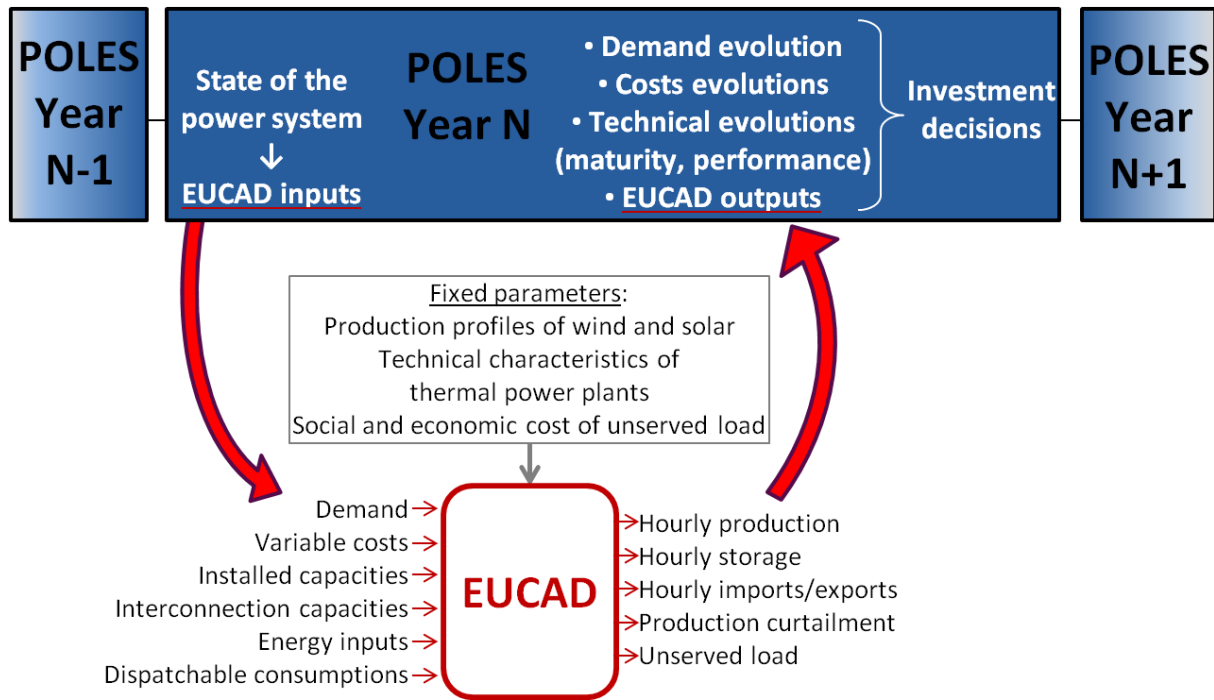 POLES
Year
N-1
State of the
power system
↓
EUCAD inputs
POLES
Year N
• Demand evolution
• Costs evolutions
• Technical evolutions
(maturity, performance)
• EUCAD outputs
Investment
decisions
POLES
Year
N+1
Fixed parameters:
Production profiles of wind and solar
Technical characteristics of
thermal power plants
Social and economic cost of unserved load
Demand
Variable costs
Installed capacities
Interconnection capacities
Energy inputs
Dispatchable consumptions
EUCAD
Hourly production
Hourly storage
Hourly imports/exports
Production curtailment
Unserved load